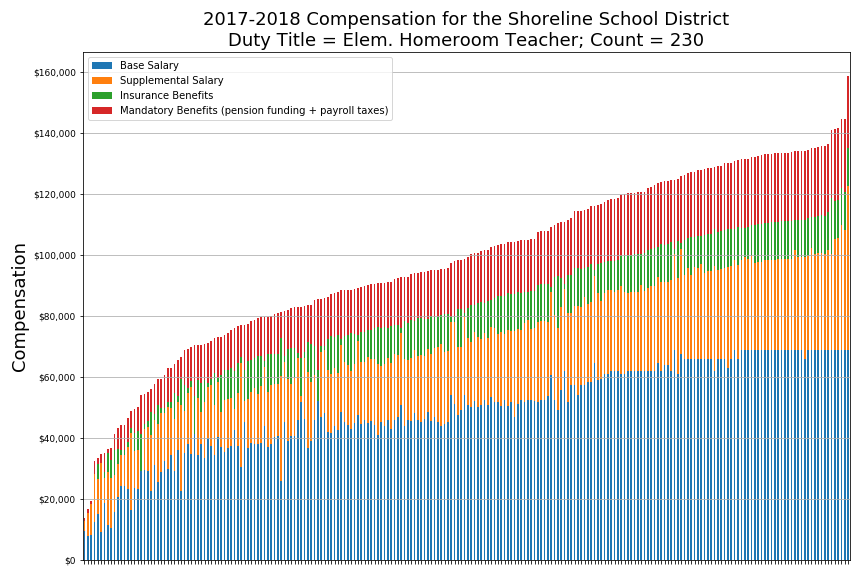 2017-2018 Compensation for the Shoreline School District
Duty Title = Elem. Homeroom Teacher; Count = 230
Base Salary
Supplemental Salary
Insurance Benefits
Mandatory Benefits (pension funding + payroll taxes)
$160,000
$140,000
$120,000
$100,000
$80,000
$60,000
$40,000
$20,000
$0
Compensation